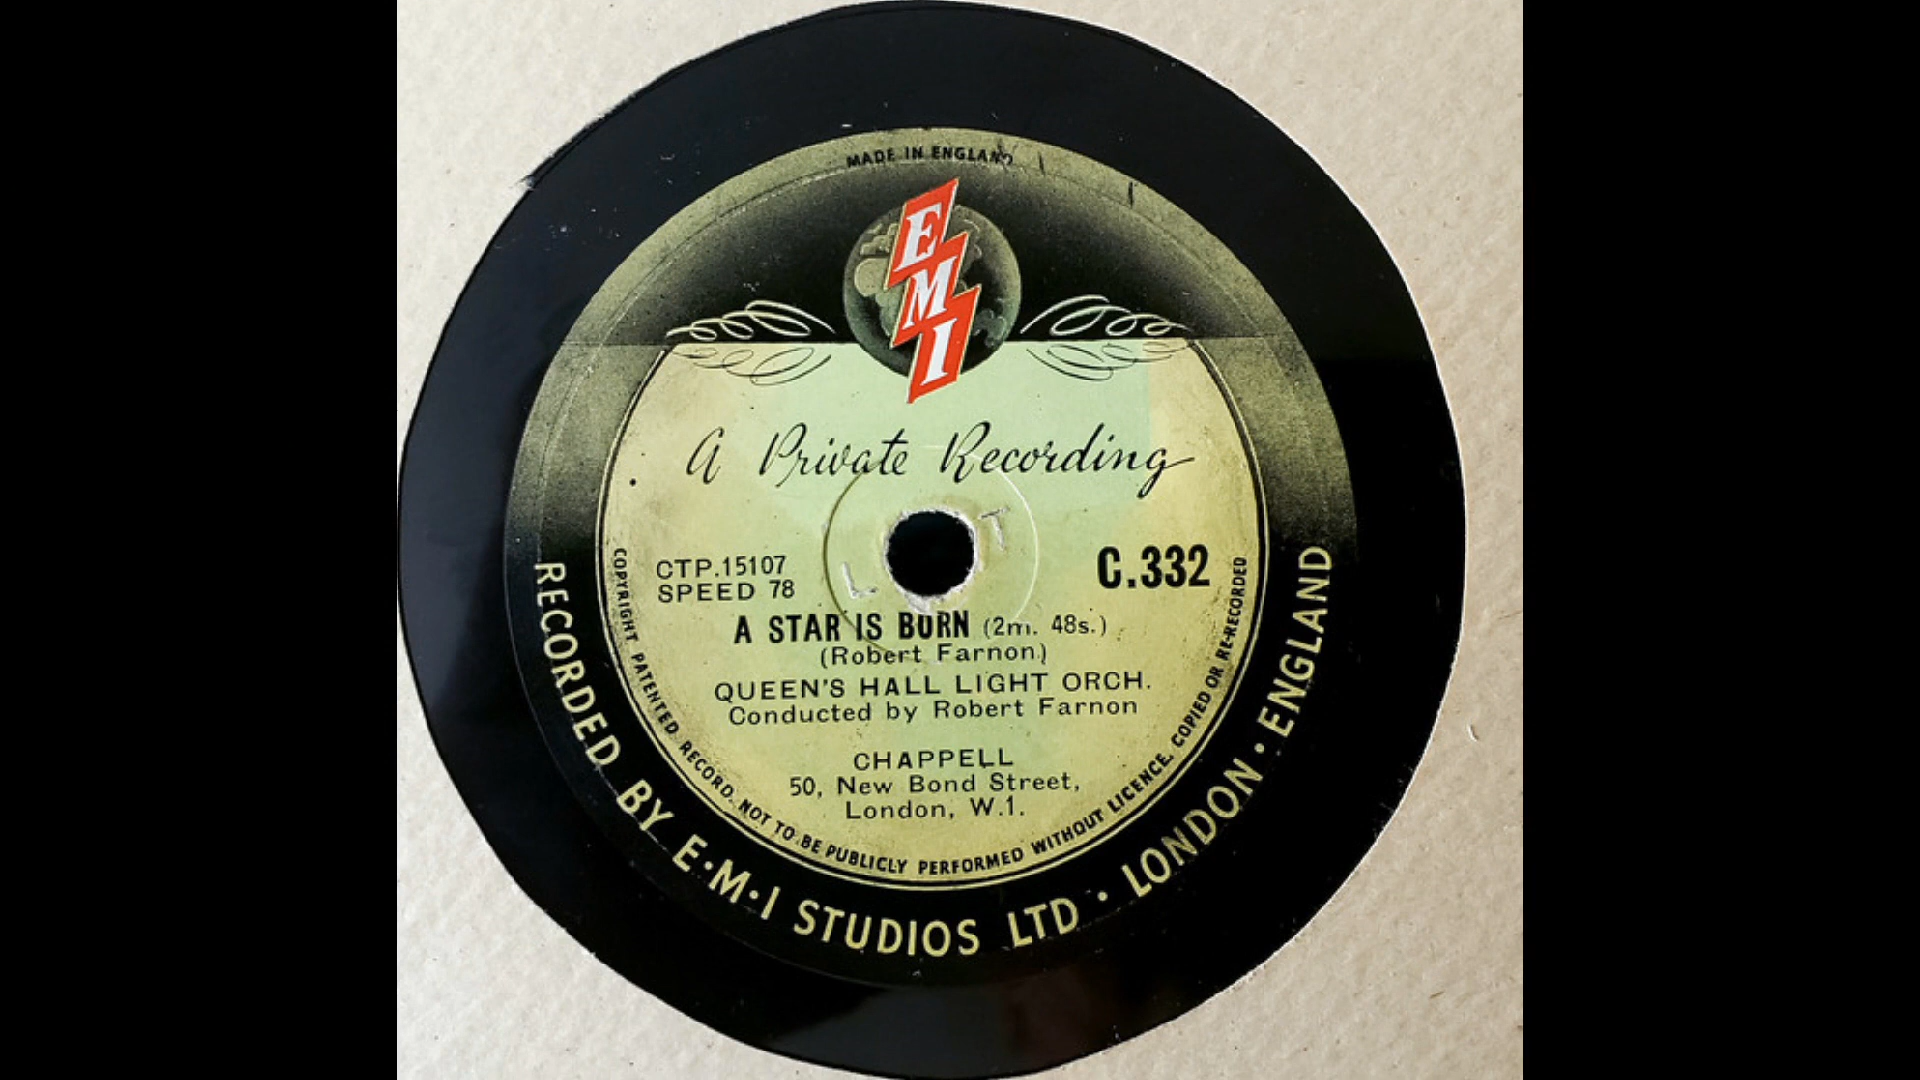 MADE IN ENGLAND
EMI
A Private Recording
CTP.15107
SPEED 78
C.332
A STAR IS BORN (2m. 48s.)
(Robert Farnon)
QUEEN'S HALL LIGHT ORCH.
Conducted by Robert Farnon
CHAPPELL
50, New Bond Street,
London, W.1.
COPYRIGHT PATENTED RECORD. NOT TO BE PUBLICLY PERFORMED WITHOUT LICENCE. COPIED OR RE-RECORDED
RECORDED BY E·M·I STUDIOS LTD · LONDON · ENGLAND
L T